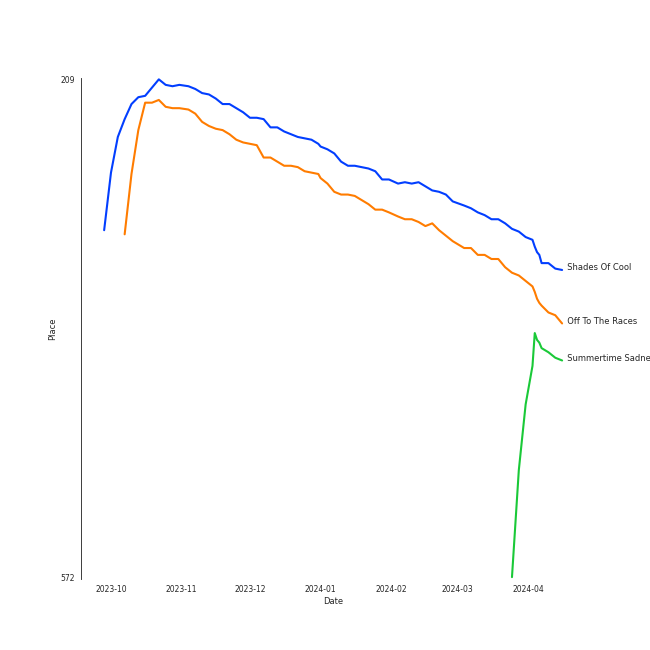 209
Shades Of Cool
Off To The Races
Place
Summertime Sadne
572
2023-10 2023-11 2023-12 2024-01 2024-02 2024-03 2024-04
Date